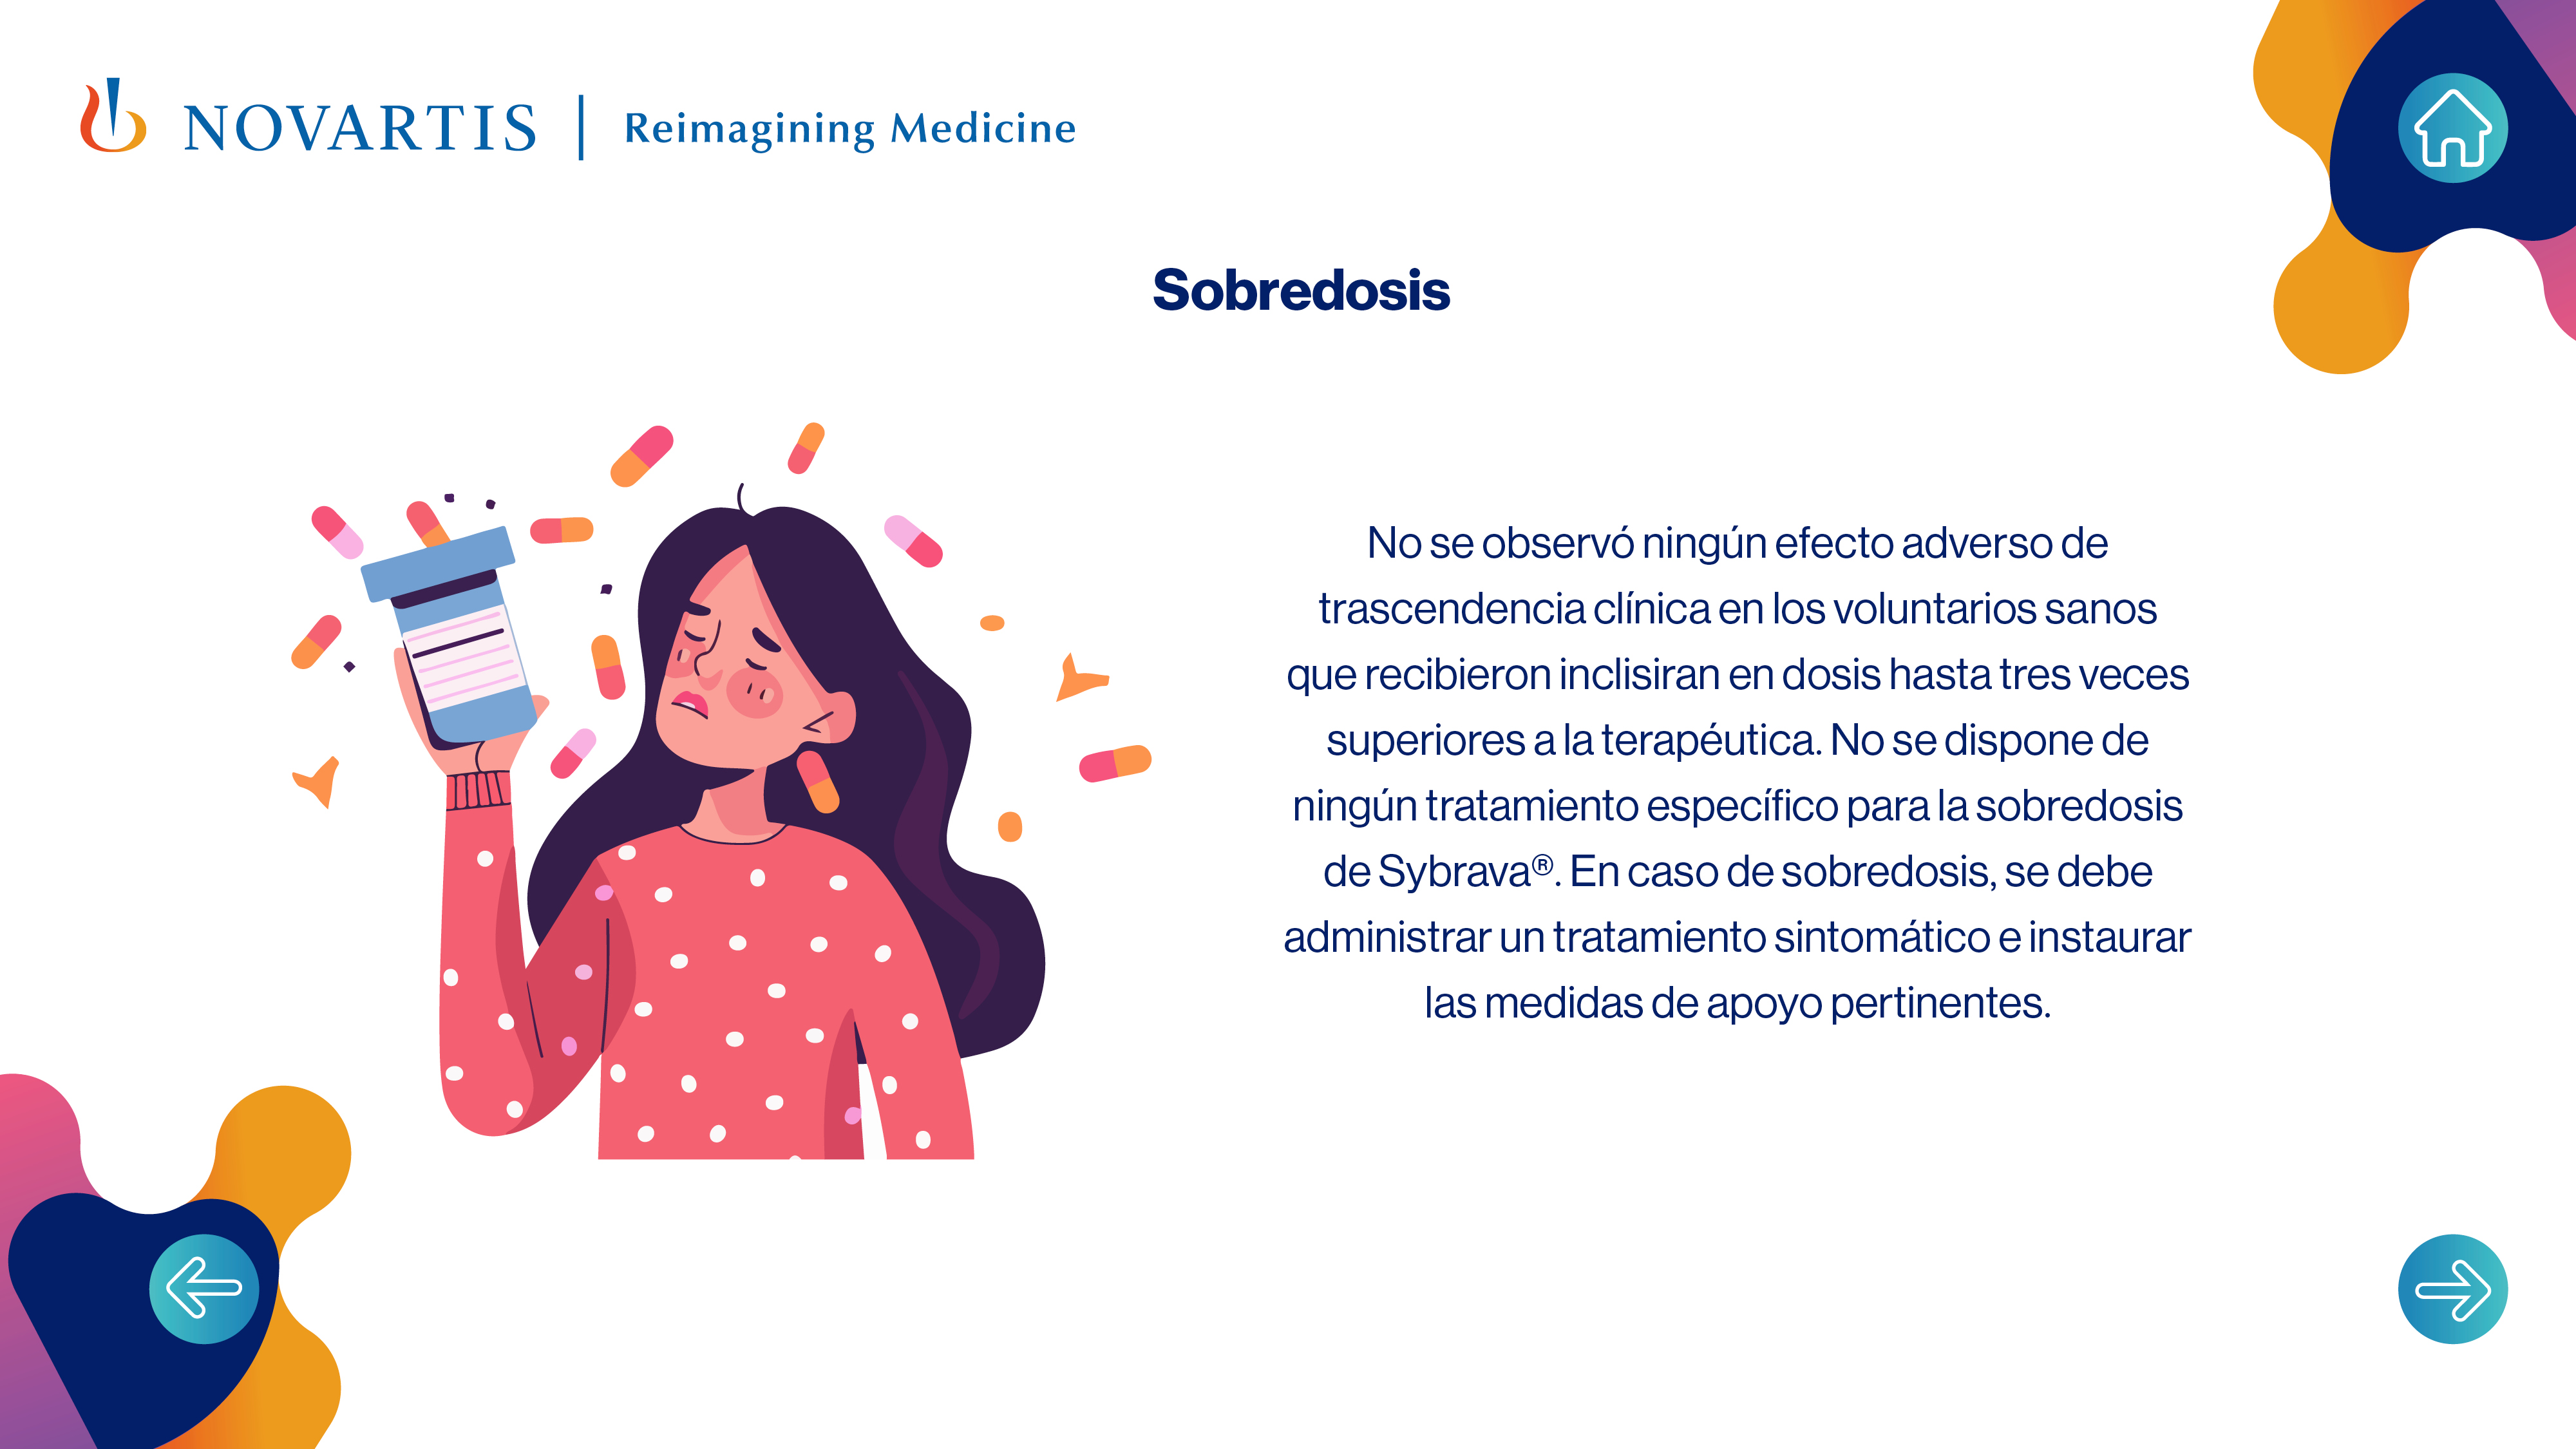 NOVARTIS | Reimagining Medicine
Sobredosis
No se observó ningún efecto adverso de
trascendencia clínica en los voluntarios sanos
que recibieron inclisiran en dosis hasta tres veces
superiores a la terapéutica. No se dispone de
ningún tratamiento específico para la sobredosis
de Sybrava®. En caso de sobredosis, se debe
administrar un tratamiento sintomático e instaurar
las medidas de apoyo pertinentes.